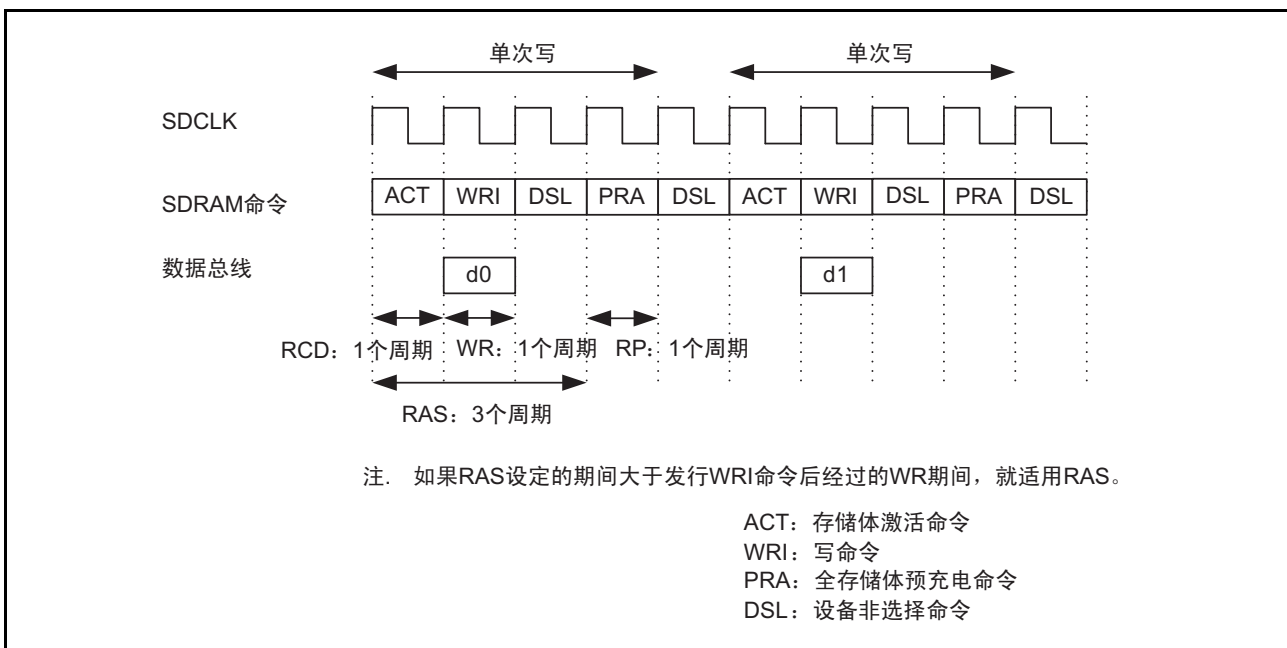 单次写 单次写
SDCLK
SDRAM命令 ACT WRI DSL PRA DSL ACT WRI DSL PRA DSL
数据总线 d0 d1
RCD：1个周期 WR：1个周期 RP：1个周期
RAS：3个周期
注. 如果RAS设定的期间大于发行WRI命令后经过的WR期间，就适用RAS。
ACT：存储体激活命令
WRI：写命令
PRA：全存储体预充电命令
DSL：设备非选择命令